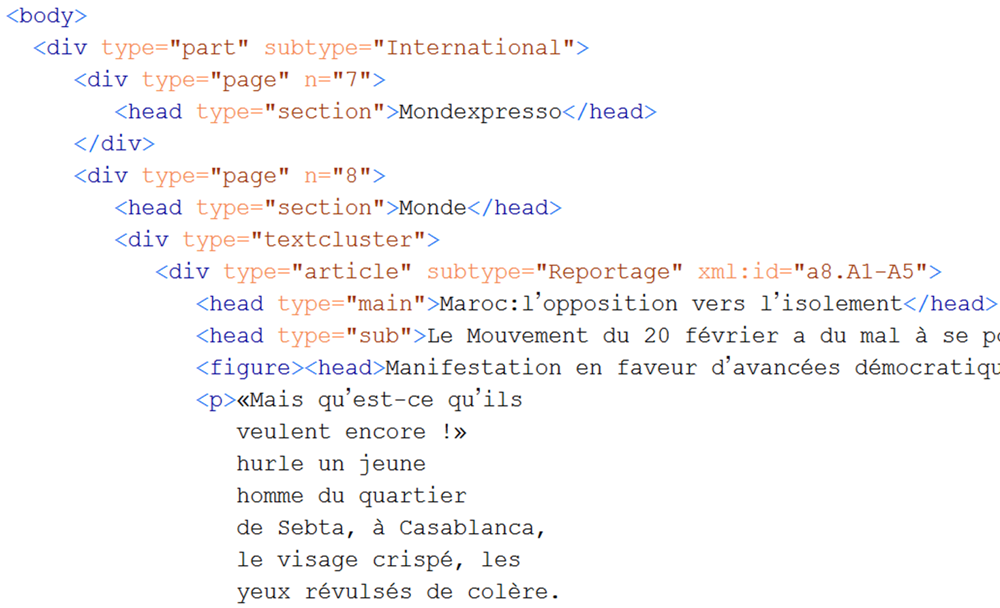 <body>
<div type="part" subtype="International">
<div type="page" n="7">
<head type="section">Mondexpresso</head>
</div>
<div type="page" n="8">
<head type="section">Monde</head>
<div type="textcluster">
<div type="article" subtype="Reportage" xml:id="a8.A1-A5">
<head type="main">Maroc:l’opposition vers l’isolement</head>
<head type="sub">Le Mouvement du 20 février a du mal à se
<figure><head>Manifestation en faveur d’avancées
<p>«Mais qu’est-ce qu’ils
veulent encore !»
hurle un jeune
homme du quartier
de Sebta, à Casablanca,
le visage crispé, les
yeux révulsés de colère.